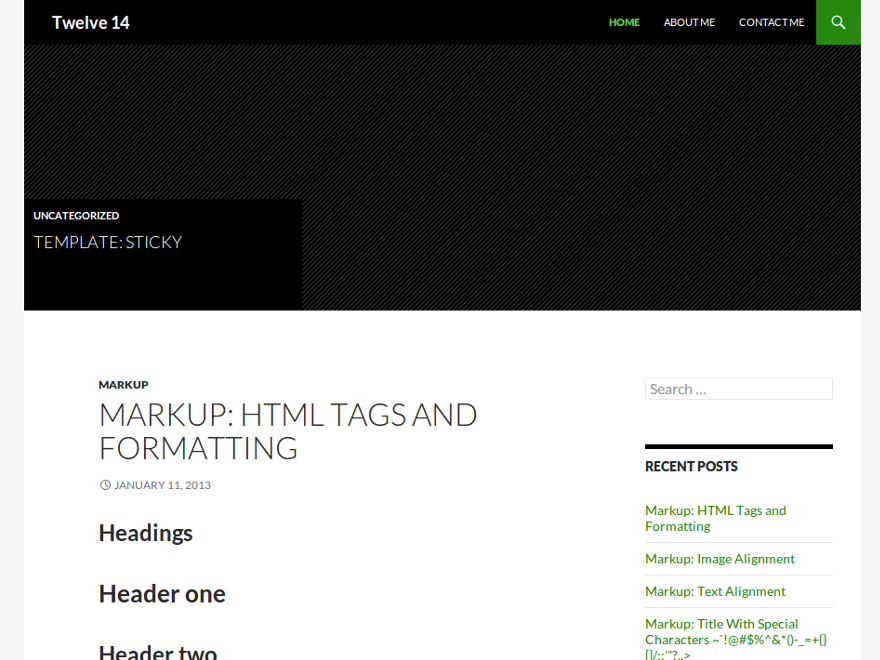 Twelve 14
HOME ABOUT ME CONTACT ME
UNCATEGORIZED
TEMPLATE: STICKY
MARKUP
MARKUP: HTML TAGS AND
FORMATTING
JANUARY 11, 2013
Headings
Header one
Header two
Search ...
RECENT POSTS
Markup: HTML Tags and
Formatting
Markup: Image Alignment
Markup: Text Alignment
Markup: Title With Special
Characters ~`!@#$%^&*()-_=+{}
[]/;:'"?,.>